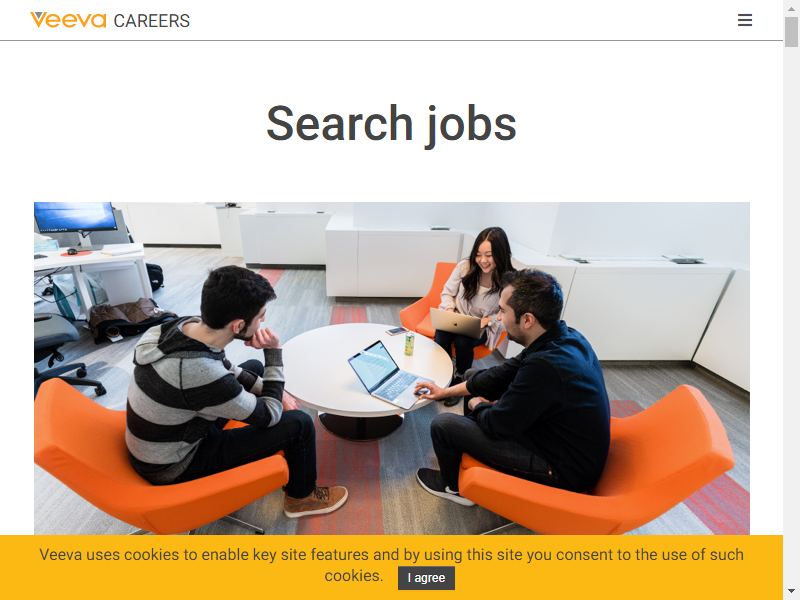 Veeva CAREERS
Search jobs
Veeva uses cookies to enable key site features and by using this site you consent to the use of such
cookies. I agree